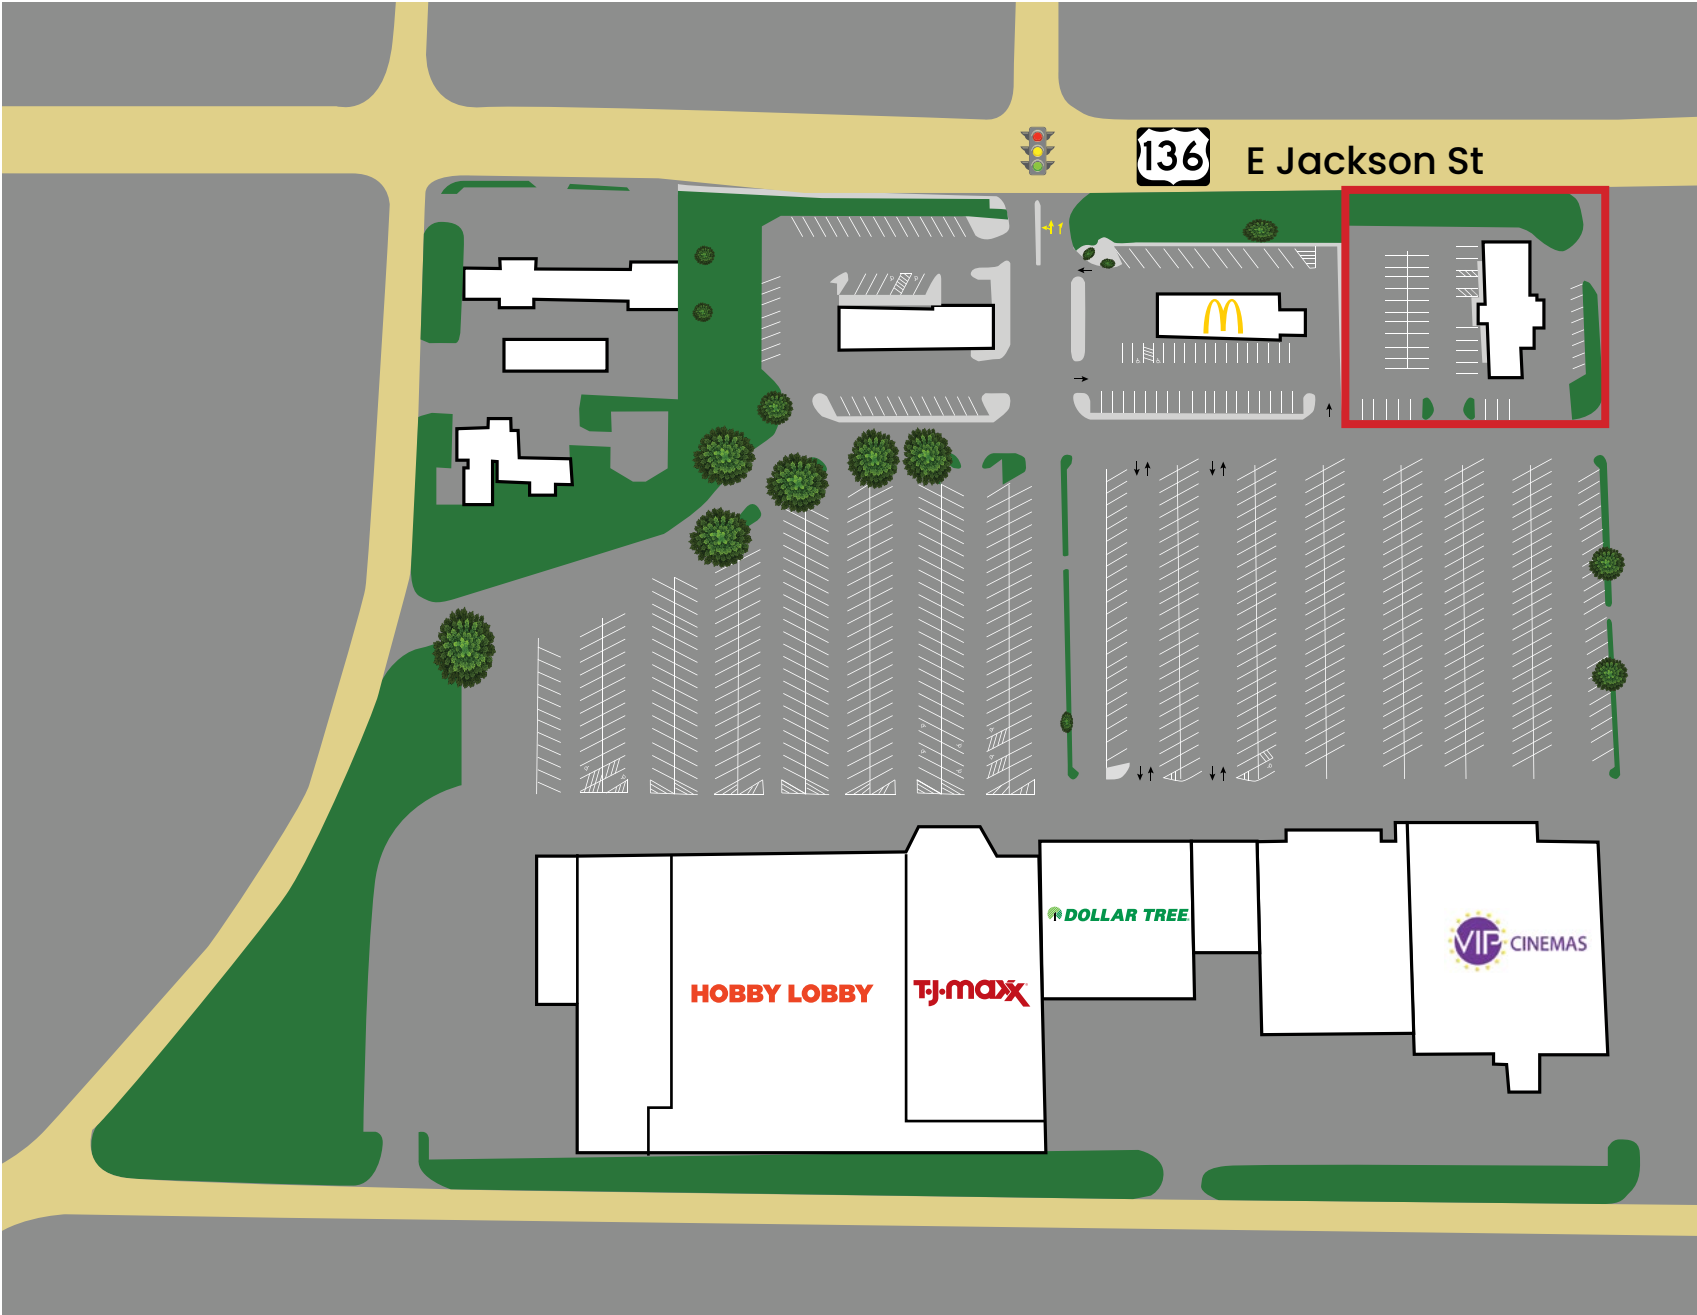 136
E Jackson St
DOLLAR TREE
VIP CINEMAS
HOBBY LOBBY
T·J·maxx